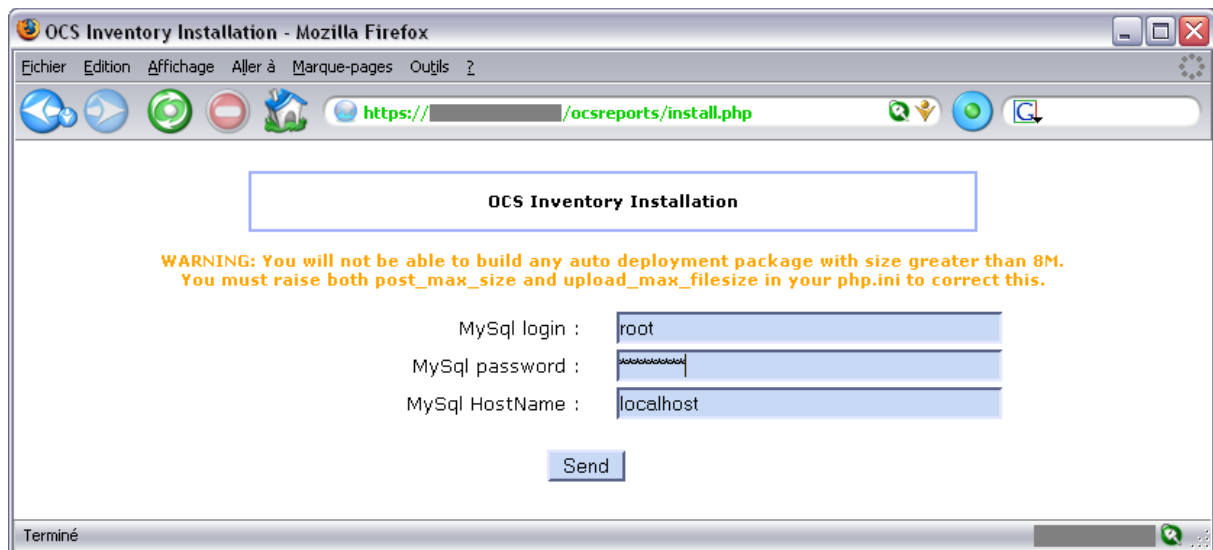 OCS Inventory Installation - Mozilla Firefox
Fichier Edition Affichage Aller à Marque-pages Outils ?
https:// /ocsreports/install.php G
OCS Inventory Installation
WARNING: You will not be able to build any auto deployment package with size greater than 8M.
You must raise both post_max_size and upload_max_filesize in your php.ini to correct this.
MySql login : root
MySql password : **********
MySql HostName : localhost
Send
Terminé